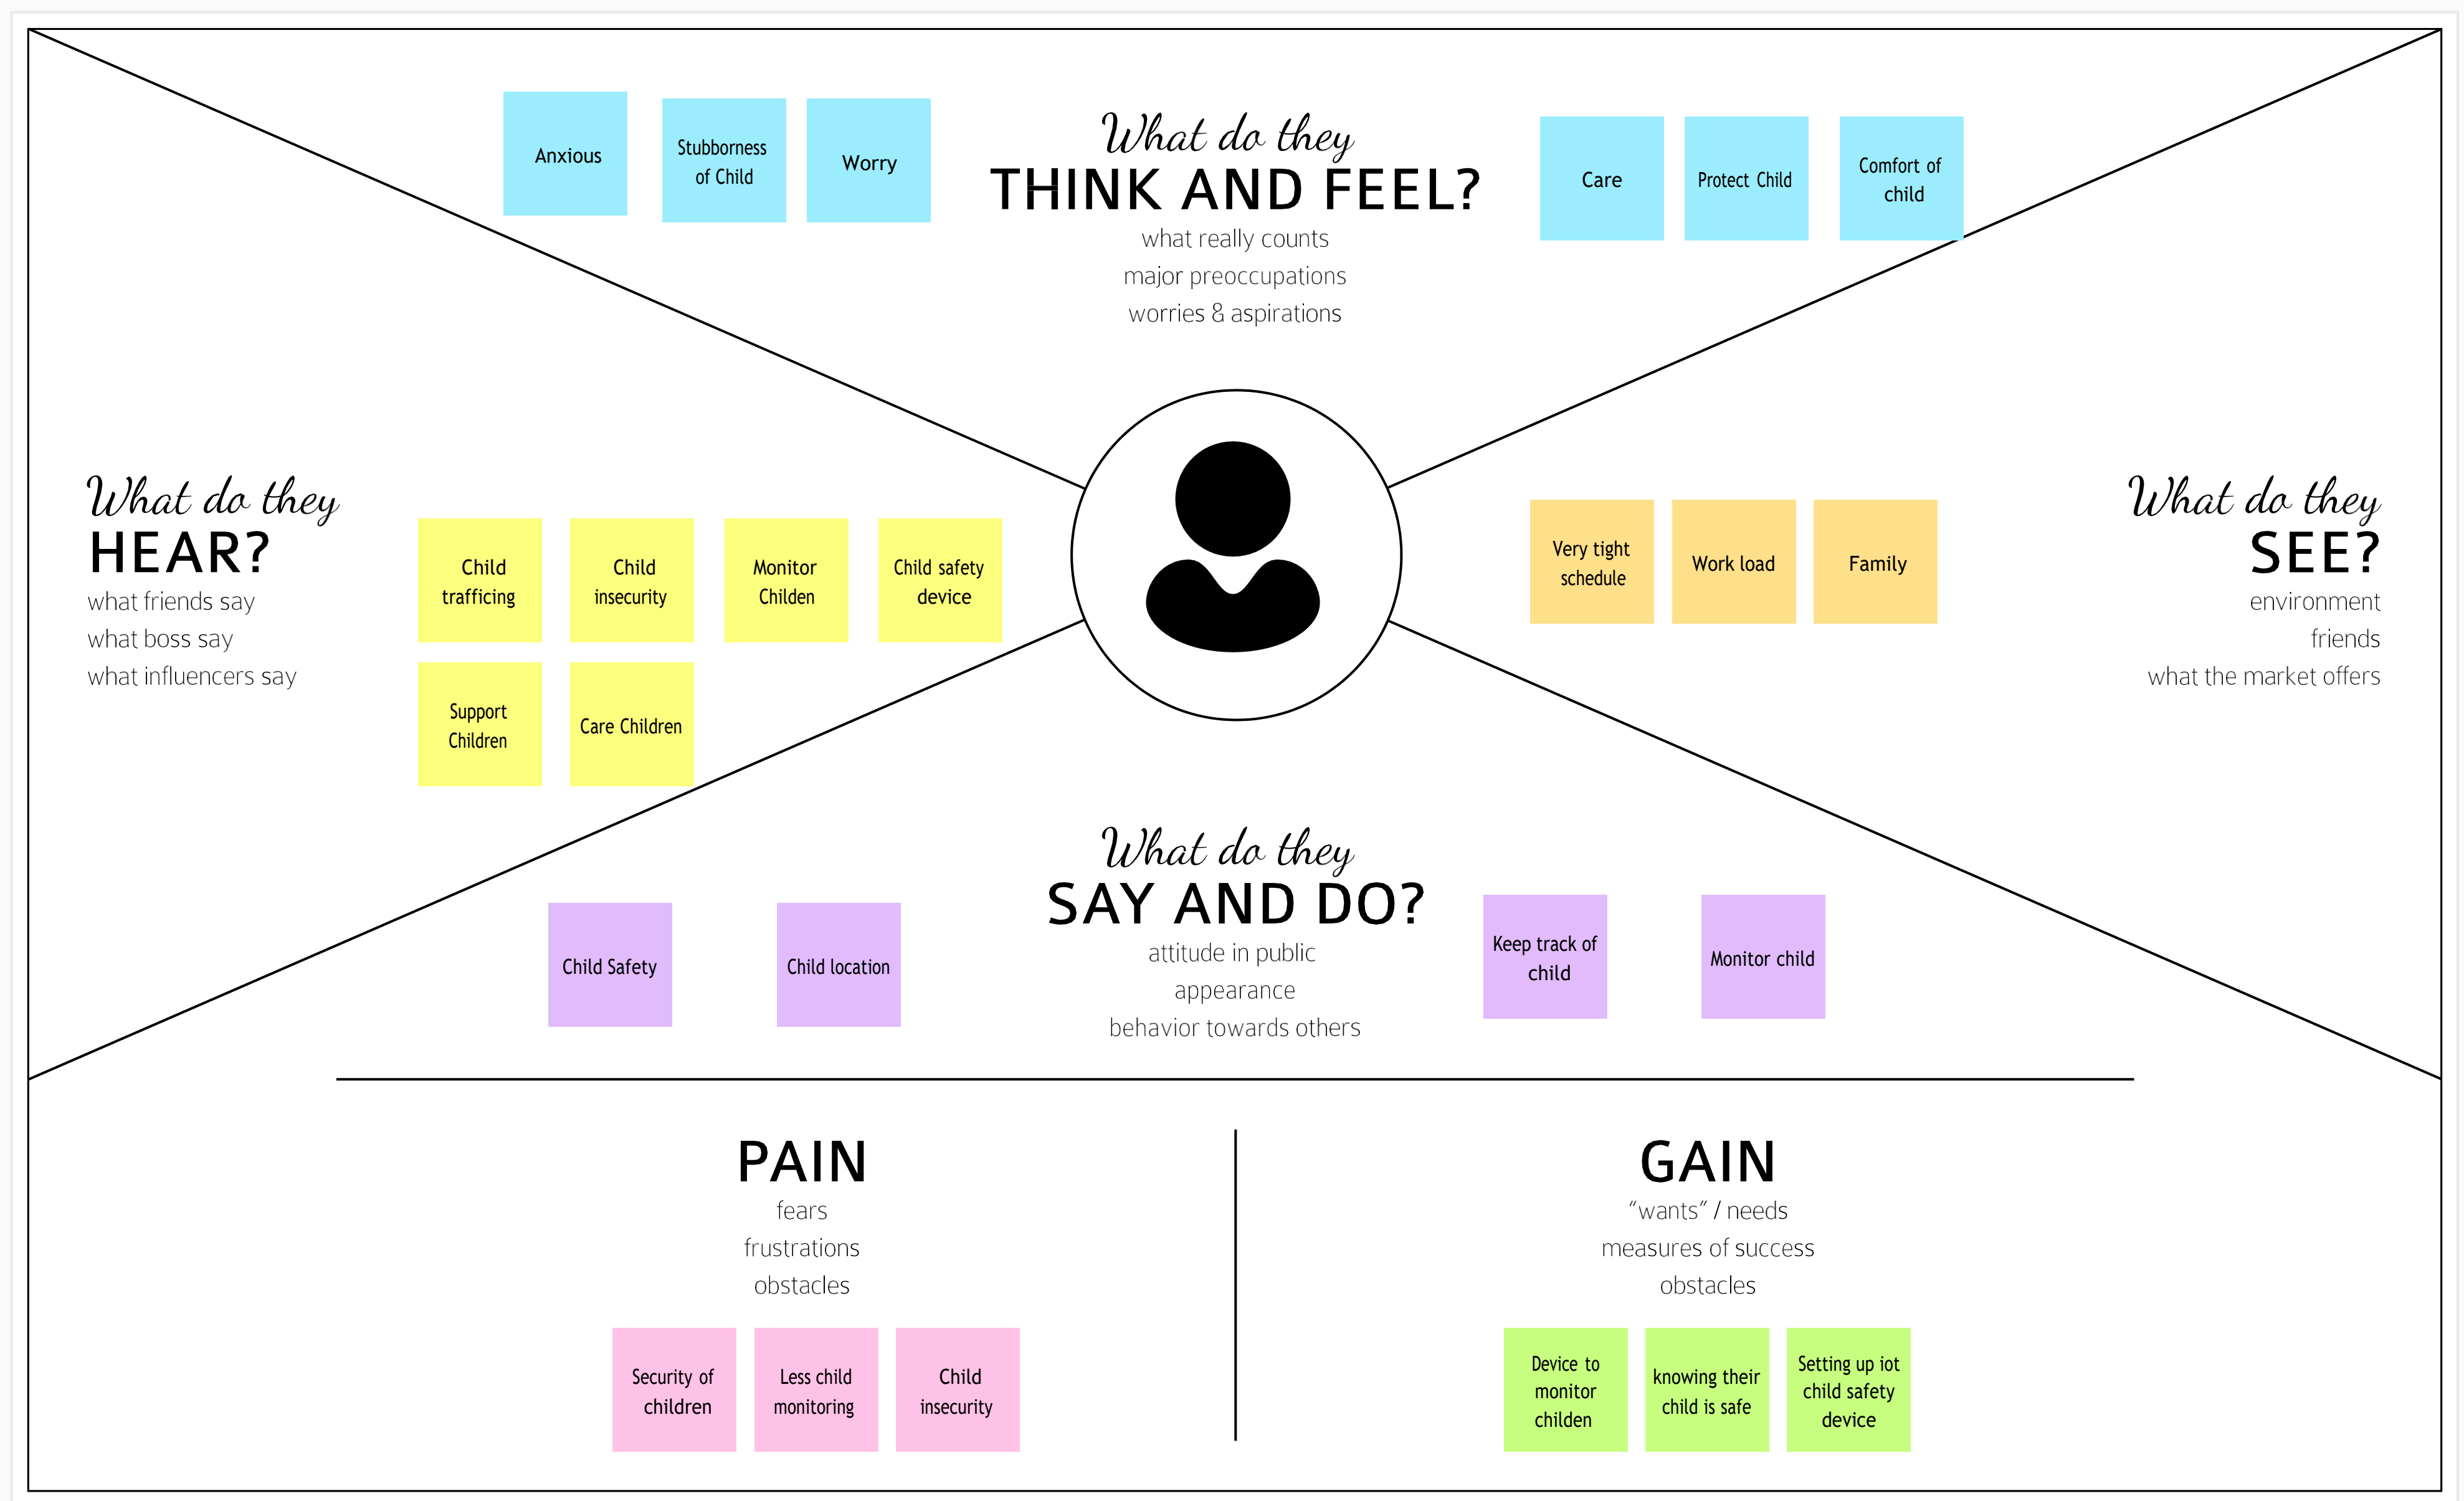 Anxious
Stubborness
of Child
Worry
What do they
THINK AND FEEL?
what really counts
major preoccupations
worries & aspirations
Care
Protect Child
Comfort of
child
What do they
HEAR?
what friends say
what boss say
what influencers say
Child
trafficing
Child
insecurity
Monitor
Childen
Child safety
device
Support
Children
Care Children
Very tight
schedule
Work load
Family
What do they
SEE?
environment
friends
what the market offers
Child Safety
Child location
What do they
SAY AND DO?
attitude in public
appearance
behavior towards others
Keep track of
child
Monitor child
PAIN
fears
frustrations
obstacles
Security of
children
Less child
monitoring
Child
insecurity
GAIN
“wants” / needs
measures of success
obstacles
Device to
monitor
childen
knowing their
child is safe
Setting up iot
child safety
device